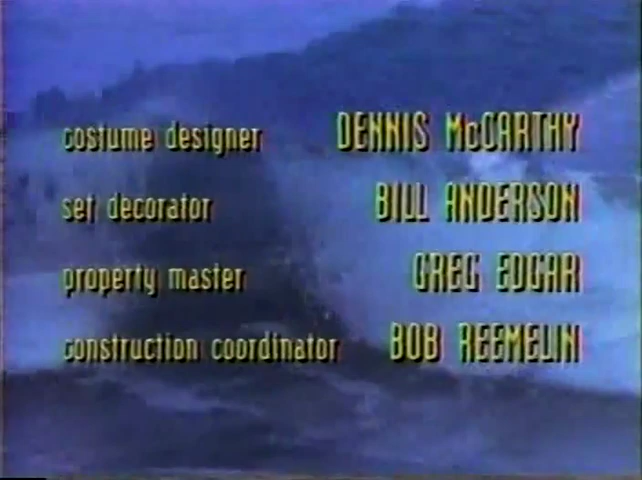 costume designer DENNIS McCARTHY
set decorator BILL ANDERSON
property master GREG EDGAR
construction coordinator BOB REEMELIN